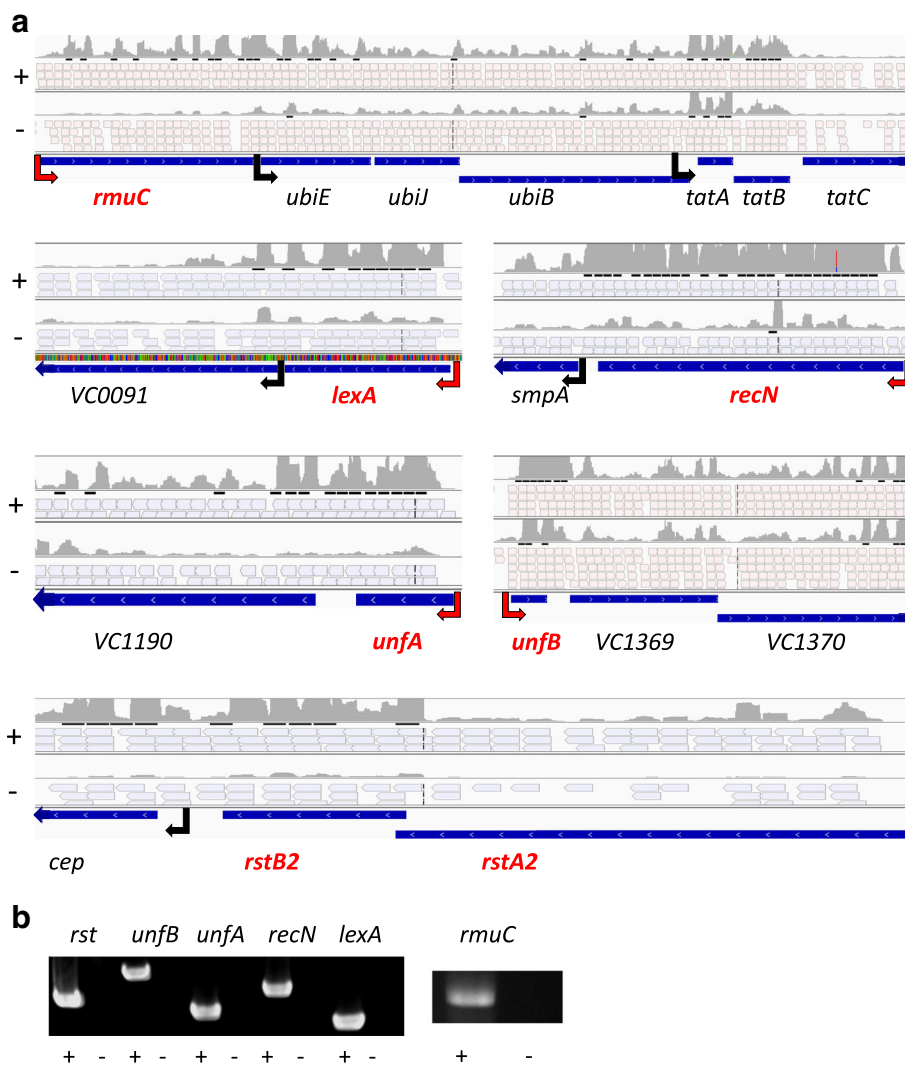 a
+
-
rmuC ubiE ubiJ ubiB tatA tatB tatC
+
-
VC0091 lexA
smpA recN
+
-
VC1190 unfA
unfB VC1369 VC1370
+
-
cep rstB2 rstA2
b
rst unfB unfA recN lexA rmuC
+ - + - + - + - + - + -